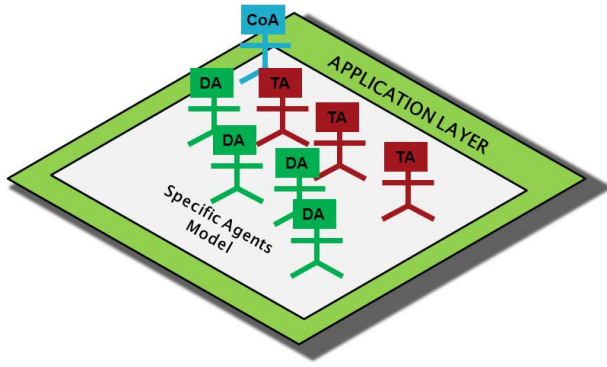 CoA
APPLICATION LAYER
DA
TA
TA
DA
TA
DA
DA
Specific Agents
Model